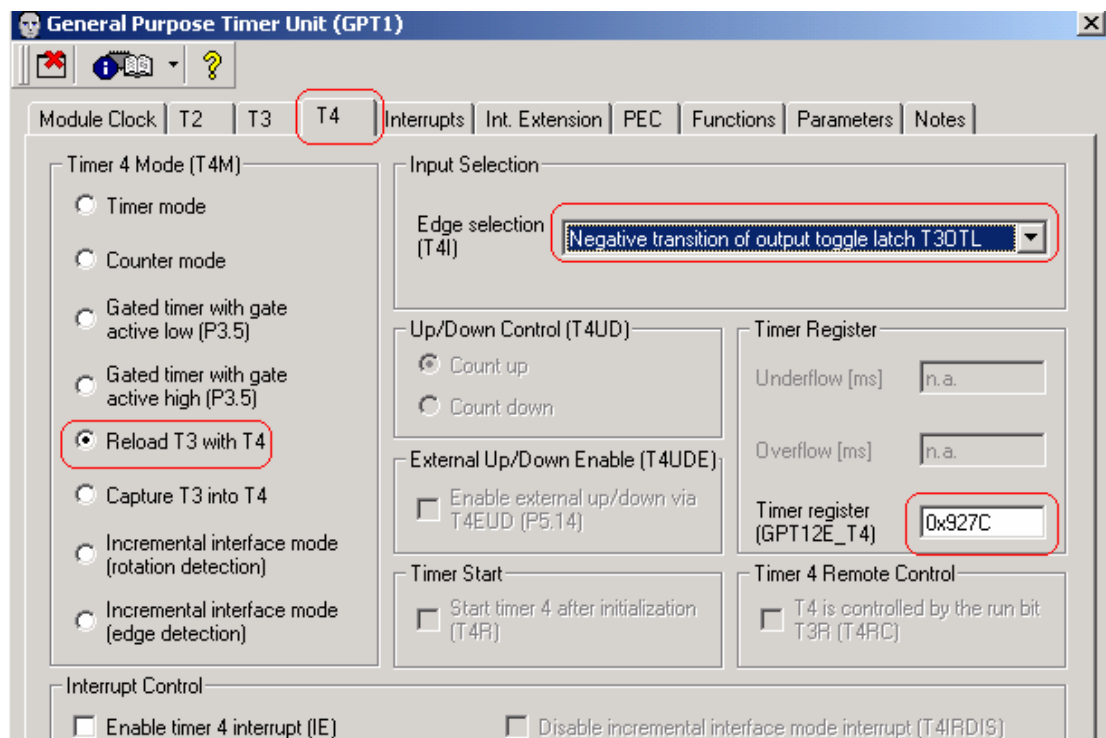 General Purpose Timer Unit (GPT1)
Module Clock T2 T3 T4 Interrupts Int. Extension PEC Functions Parameters Notes
Timer 4 Mode (T4M)
Timer mode
Counter mode
Gated timer with gate
active low (P3.5)
Gated timer with gate
active high (P3.5)
Reload T3 with T4
Capture T3 into T4
Incremental interface mode
(rotation detection)
Incremental interface mode
(edge detection)
Input Selection
Edge selection
(T4I)
Negative transition of output toggle latch T3OTL
Up/Down Control (T4UD)
Count up
Count down
External Up/Down Enable (T4UDE)
Enable external up/down via
T4EUD (P5.14)
Timer Start
Start timer 4 after initialization
(T4R)
Timer Register
Underflow [ms] n.a.
Overflow [ms] n.a.
Timer register
(GPT12E_T4)
0x927C
Timer 4 Remote Control
T4 is controlled by the run bit
T3R (T4RC)
Interrupt Control
Enable timer 4 interrupt (IE)
Disable incremental interface mode interrupt (T4IRDIS)